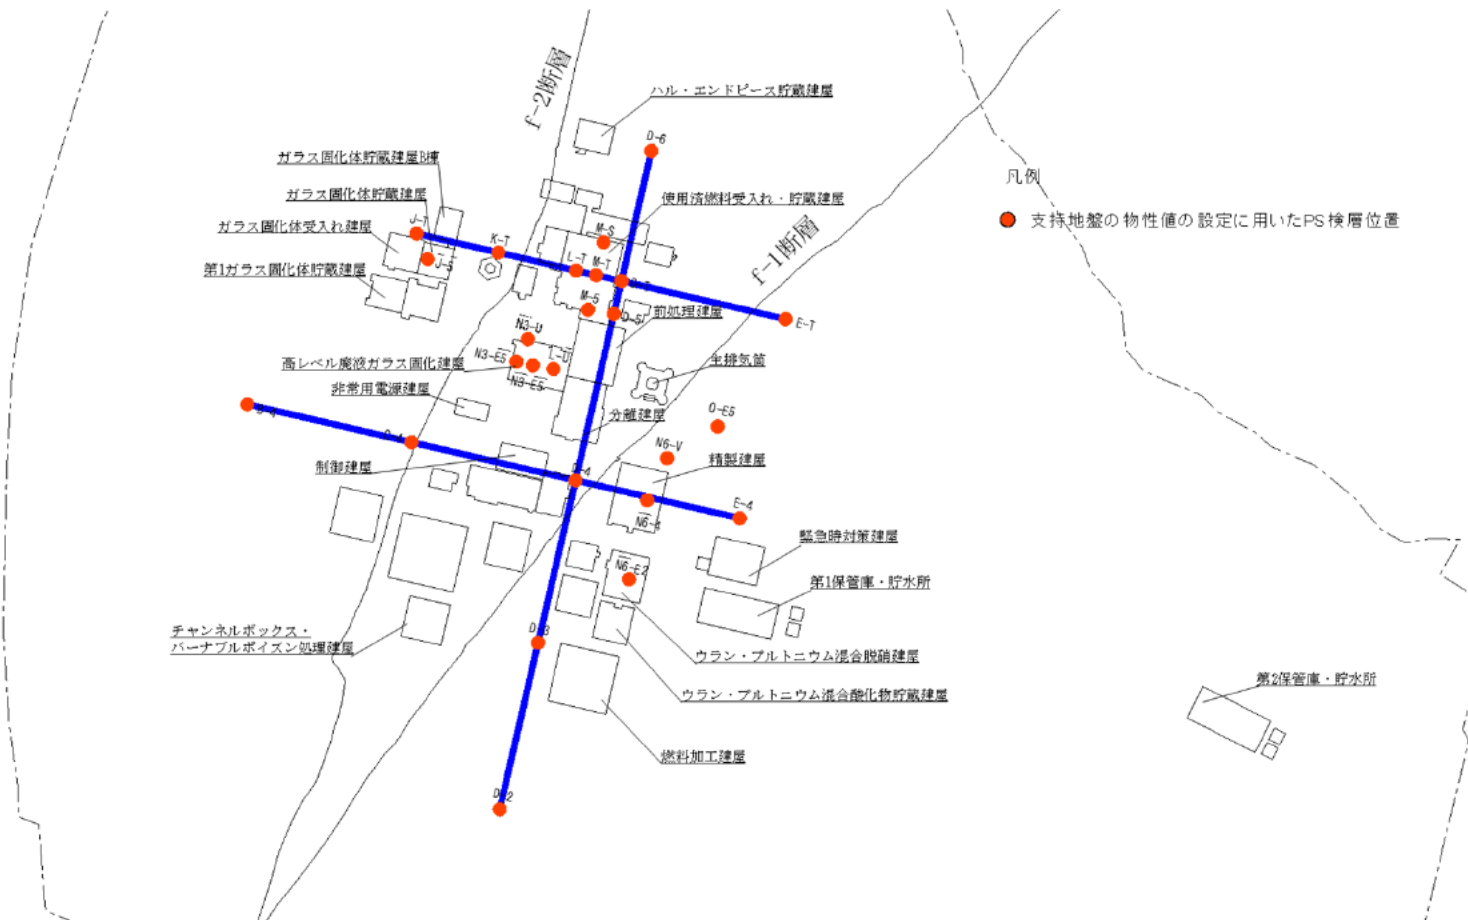 ハル・エンドピース貯蔵建屋
f-2断層
D-6
ガラス固化体貯蔵建屋B棟
凡例
ガラス固化体貯蔵建屋
使用済燃料受入れ・貯蔵建屋
支持地盤の物性値の設定に用いたPS検層位置
J-T
ガラス固化体受入れ建屋
M-S
K-T
f-1断層
L-T
M-T
J-S
第1ガラス固化体貯蔵建屋
M-5
D-5
前処理建屋
E-T
N3-U
N3-E5
L-U
主排気筒
高レベル廃液ガラス固化建屋
N3-E5
非常用電源建屋
O-E5
分離建屋
N6-V
制御建屋
精製建屋
E-4
N6-4
緊急時対策建屋
N6-E2
第1保管庫・貯水所
チャンネルボックス・
バーナブルポイズン処理建屋
D-3
ウラン・プルトニウム混合脱硝建屋
第2保管庫・貯水所
ウラン・プルトニウム混合酸化物貯蔵建屋
燃料加工建屋
D-2